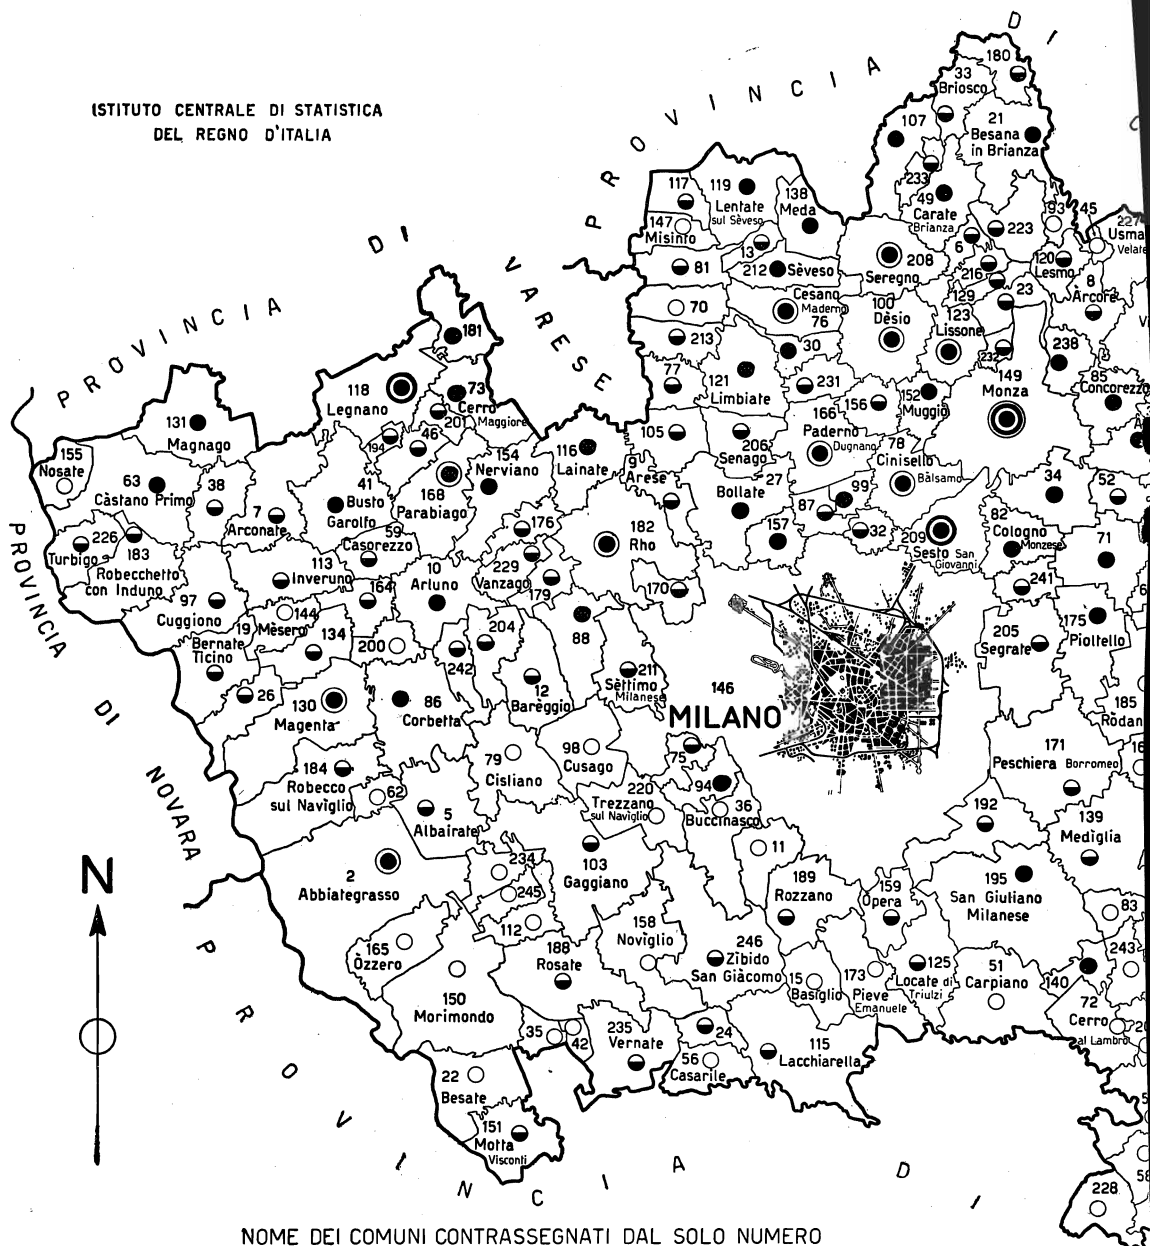 ISTITUTO CENTRALE DI STATISTICA
DEL REGNO D'ITALIA
PROVINCIA DI VARESE
PROVINCIA DI
PROVINCIA DI NOVARA
PROVINCIA DI
N
180
33
Briosco
107
21
Besana
in Brianza
233
49
Carate
Brianza
117
119
Lentate
sul Sèveso
138
Meda
147
Misinto
13
93
45
227
6
223
120
Lesmo
8
Àrcore
81
212 Sèveso
208
Seregno
216
129
23
70
Cesano
Maderno
76
100
Dèsio
123
Lissone
181
213
30
232
238
118
Legnano
73
Cerro
Maggiore
201
77
121
Limbiate
231
156
152
Muggiò
149
Monza
85
Concorezzo
131
Magnago
194
46
105
206
Senago
166
Paderno
Dugnano
78
Cinisello
Bàlsamo
155
Nosate
63
Càstano Primo
38
7
Arconate
41
Busto
Garolfo
168
Parabiago
154
Nerviano
116
Lainate
9
Arese
27
Bollate
34
52
87
99
32
209
Sesto San
Giovanni
82
Cologno
Monzese
71
226
Turbigo
183
Robecchetto
con Induno
59
Casorezzo
176
182
Rho
157
113
Inveruno
10
Arluno
229
Vanzago
179
170
241
97
Cuggiono
164
144
Mèsero
19
Bernate
Ticino
134
200
242
204
88
175
Pioltello
205
Segrate
26
130
Magenta
86
Corbetta
12
Barèggio
211
Sèttimo
Milanese
146
MILANO
185
184
Robecco
sul Naviglio
62
79
Cisliano
98
Cusago
75
94
171
Peschiera Borromeo
5
Albairate
220
Trezzano
sul Naviglio
36
Buccinasco
192
139
Mediglia
11
2
Abbiategrasso
234
245
103
Gaggiano
189
Rozzano
159
Opera
195
San Giuliano
Milanese
83
112
165
Òzzero
188
Rosate
158
Noviglio
246
Zibido
San Giàcomo
15
Basiglio
173
Pieve
Emanuele
125
Locate di
Triulzi
51
Carpiano
140
243
150
Morimondo
72
Cerro
al Lambro
35
42
235
Vernate
24
56
Casarile
115
Lacchiarella
22
Besate
151
Motta
Visconti
228
NOME DEI COMUNI CONTRASSEGNATI DAL SOLO NUMERO